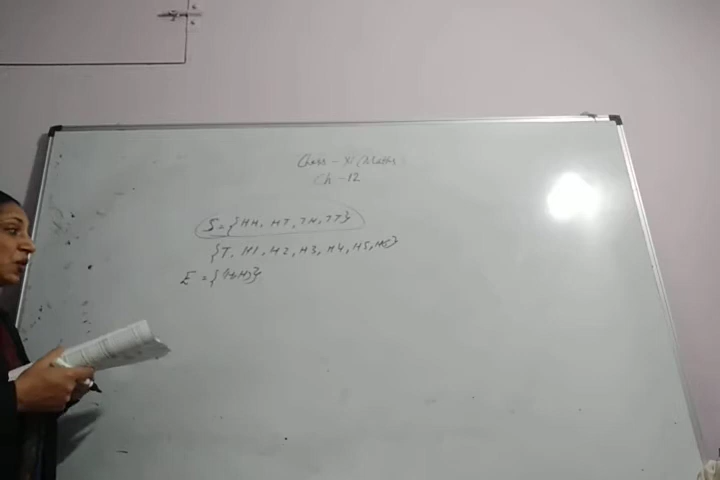 Class - XI (Maths
Ch - 12
S = {HH, HT, TH, TT}
{T, H1, H2, H3, H4, H5, H6}
E = {(H,H)}